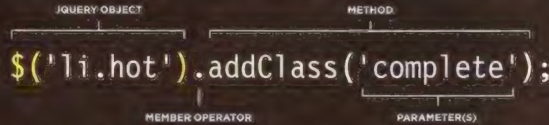 JQUERY OBJECT
METHOD
$('li.hot').addClass('complete');
MEMBER OPERATOR
PARAMETER(S)